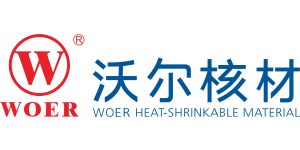 W
®
WOER
沃尔核材
WOER HEAT-SHRINKABLE MATERIAL